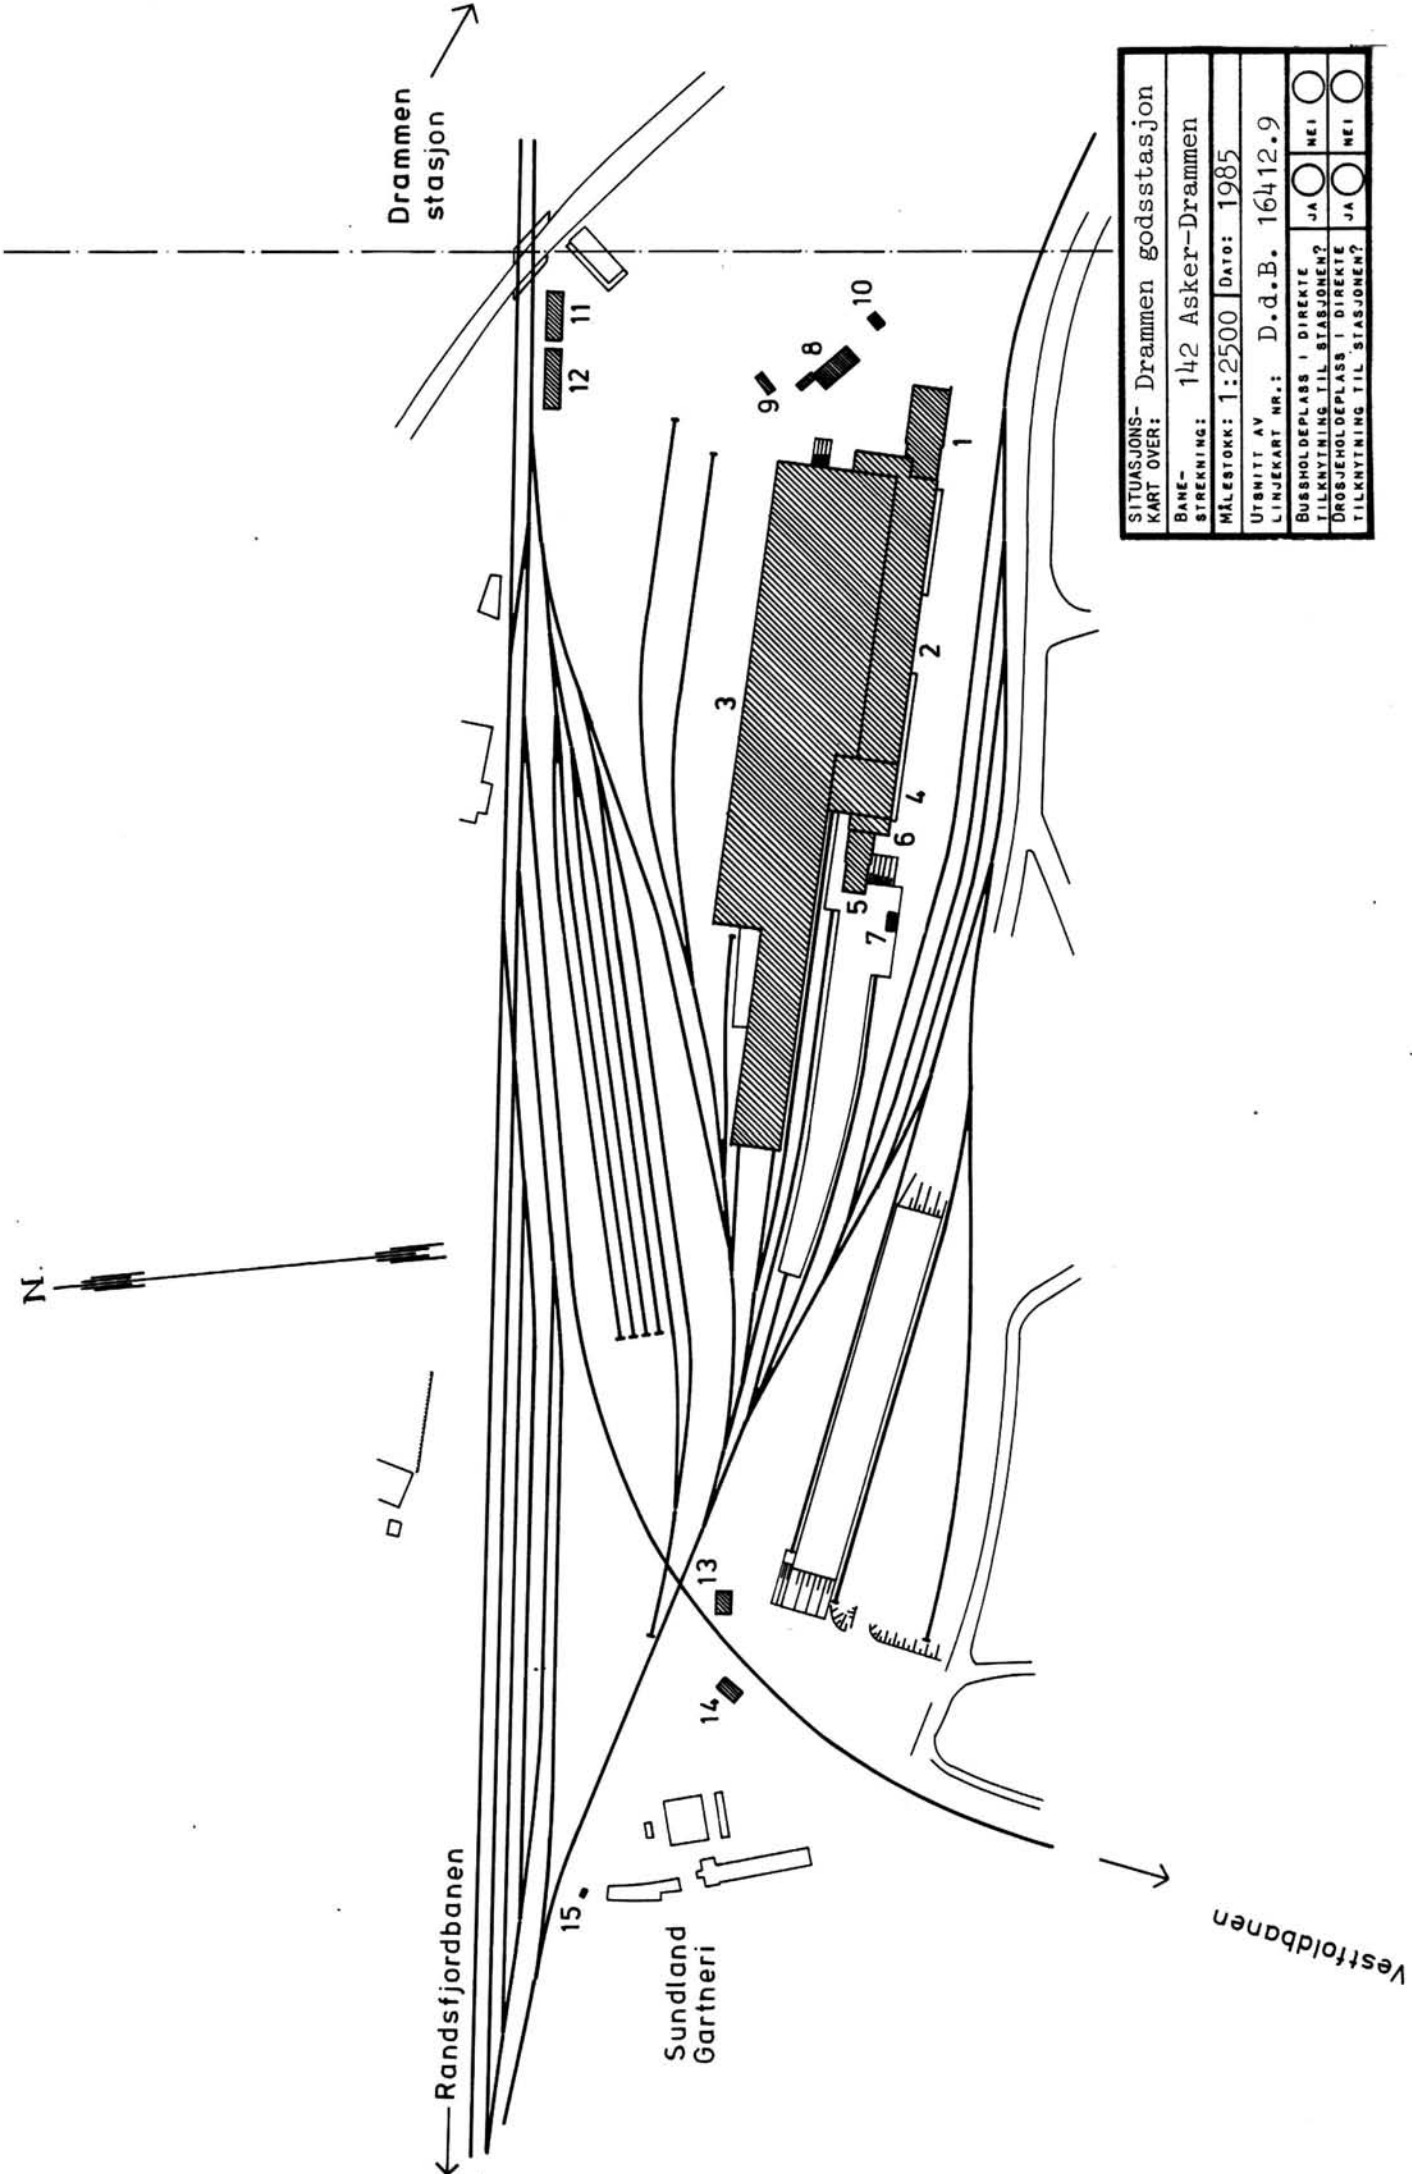 N.
← Randsfjordbanen
Drammen
stasjon
Sundland
Gartneri
Vestfoldbanen
15
14
13
12
11
3
9
8
10
7
5
6
4
2
1
SITUASJONS-
KART OVER: Drammen godsstasjon
BANE-
STREKNING: 142 Asker-Drammen
MÅLESTOKK: 1:2500 DATO: 1985
UTSNITT AV
LINJEKART NR.: D.d.B. 16412.9
BUSSHOLDEPLASS I DIREKTE
TILKNYTNING TIL STASJONEN? JA NEI
DROSJEHOLDEPLASS I DIREKTE
TILKNYTNING TIL STASJONEN? JA NEI